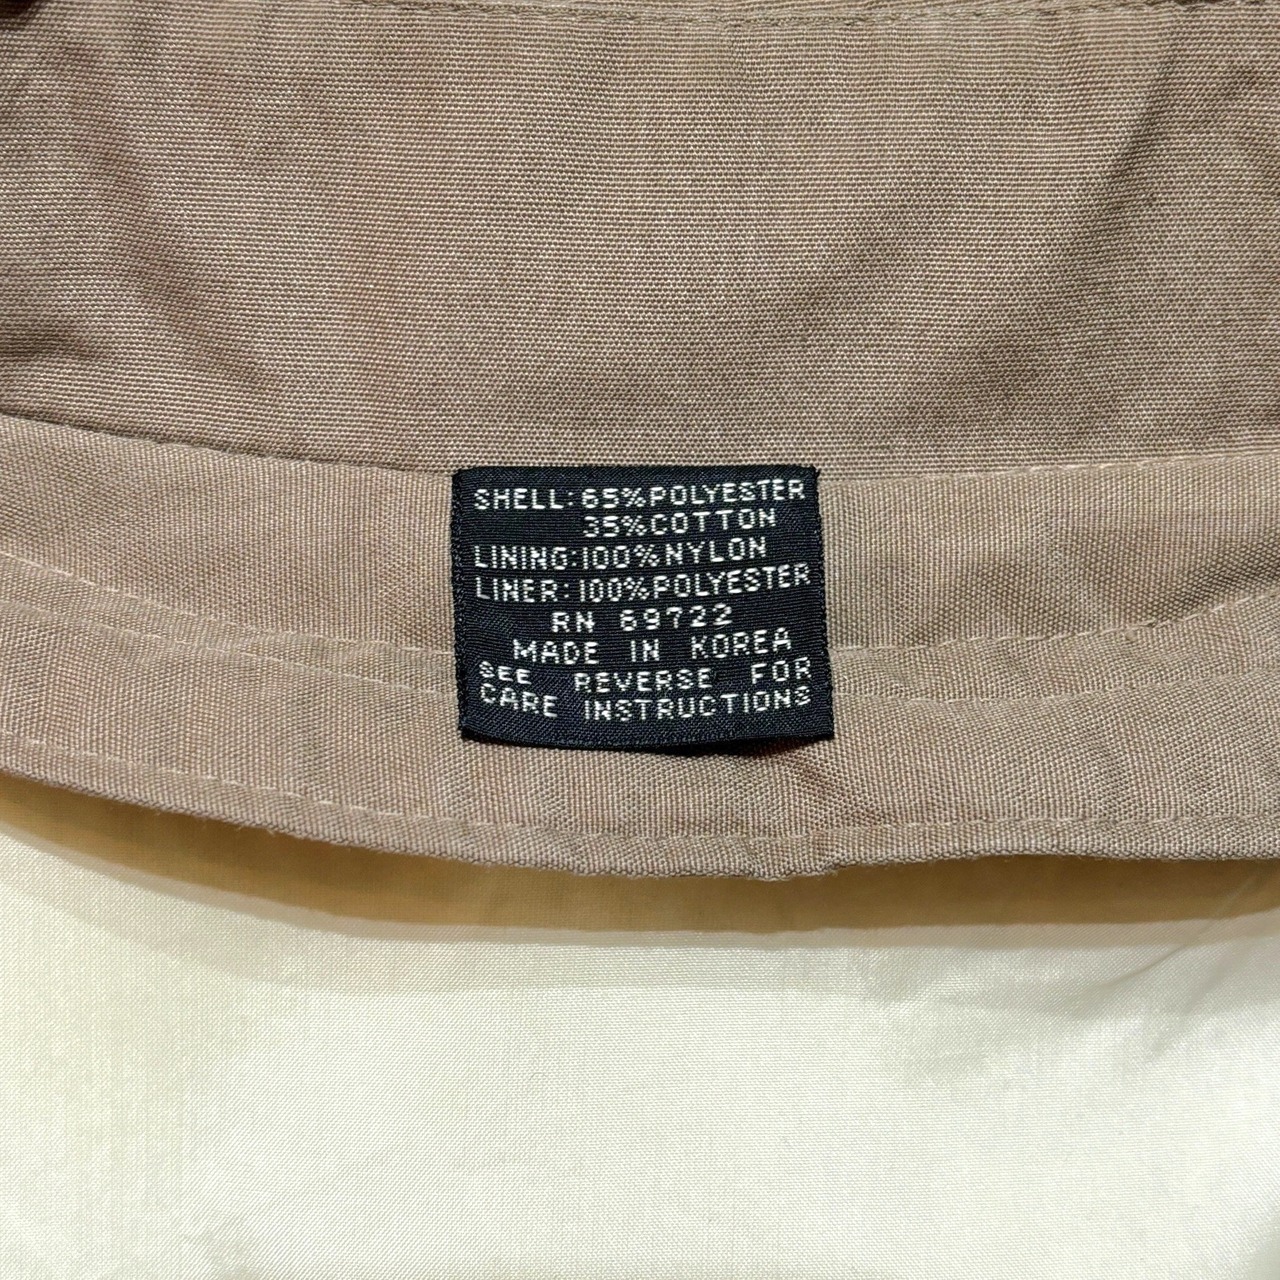 SHELL: 65% POLYESTER
35% COTTON
LINING: 100% NYLON
LINER: 100% POLYESTER
RN 69722
MADE IN KOREA
SEE REVERSE FOR
CARE INSTRUCTIONS